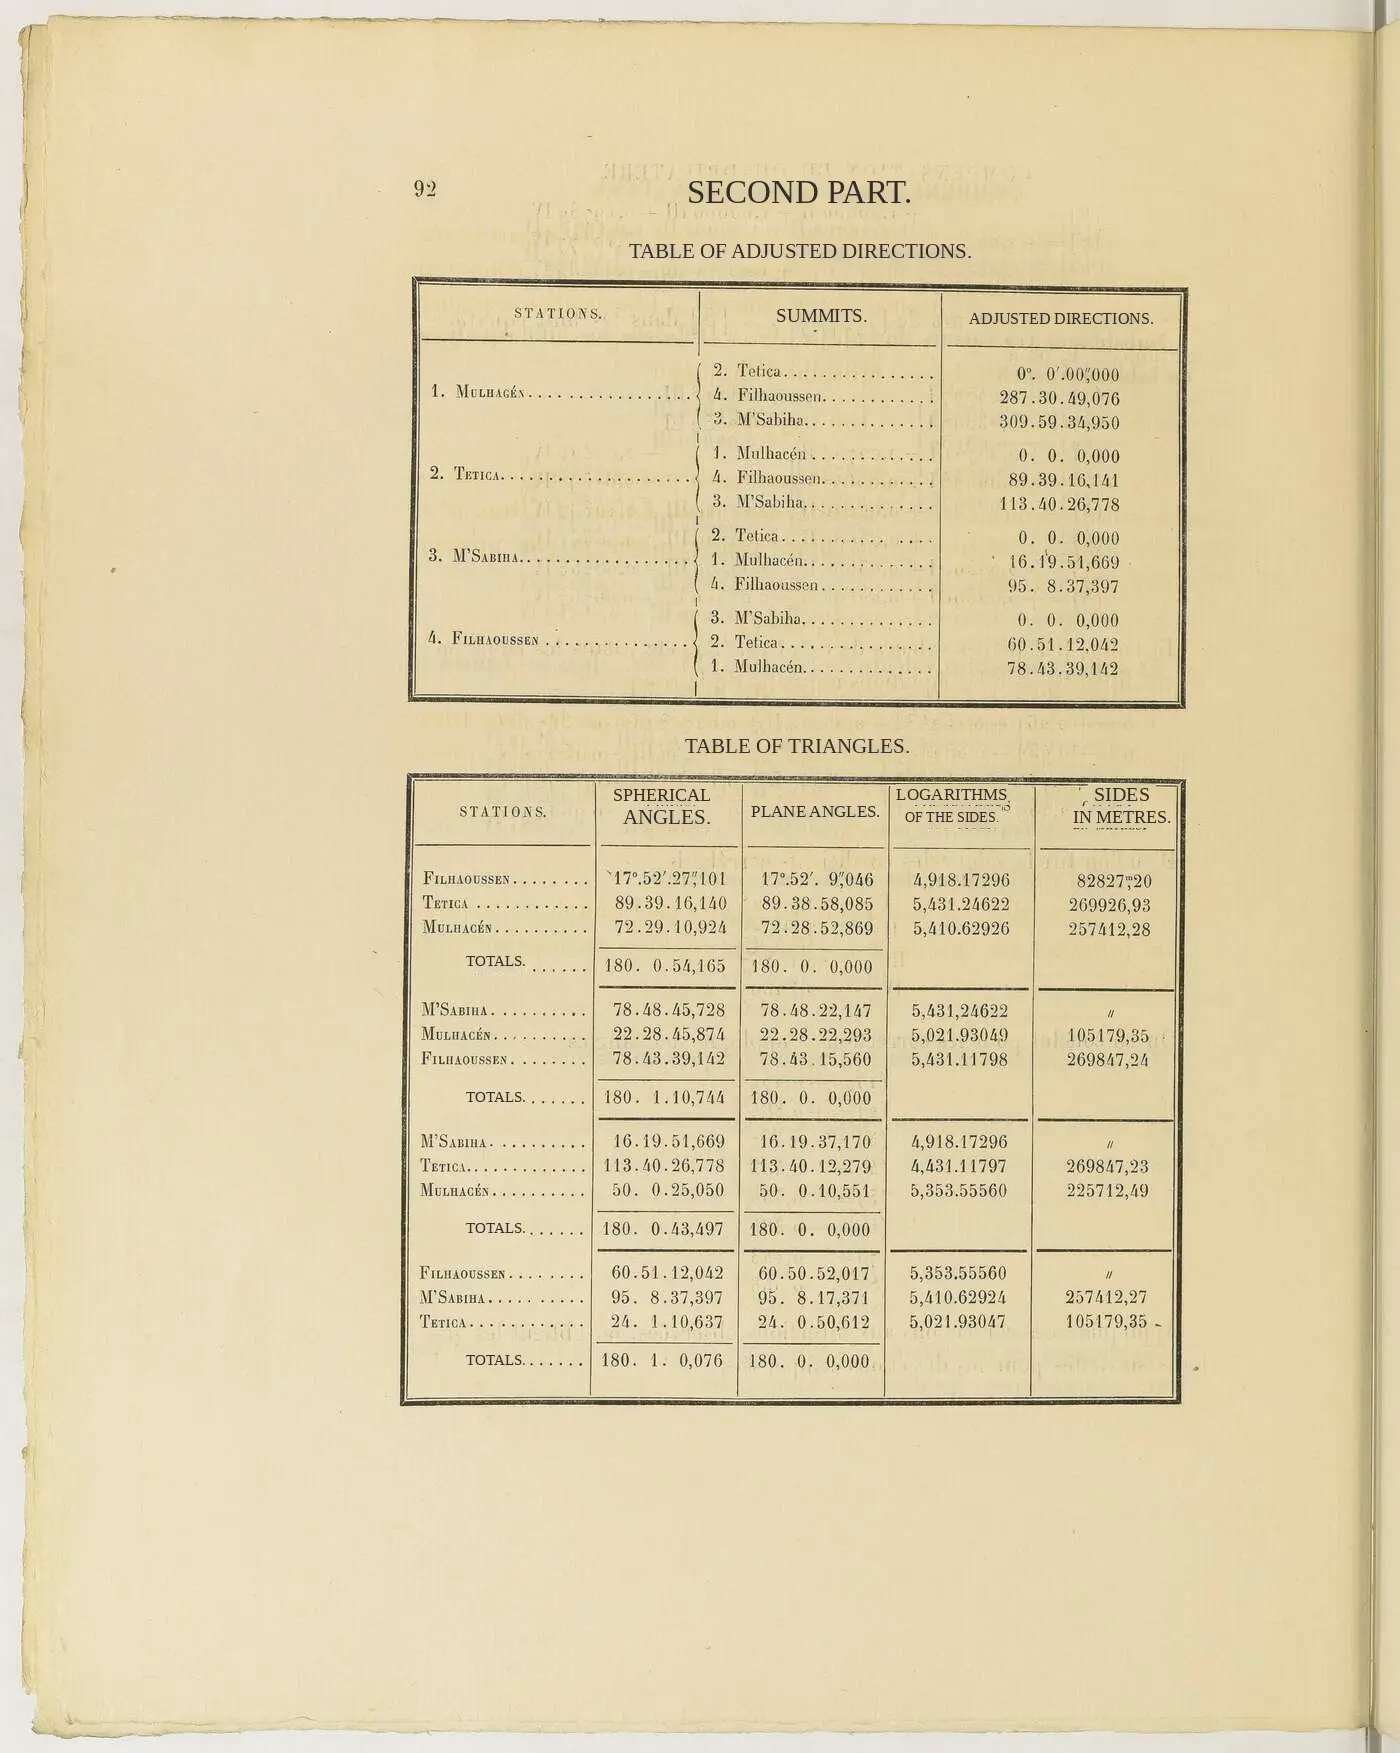 92
SECOND PART.
TABLE OF ADJUSTED DIRECTIONS.
STATIONS. SUMMITS. ADJUSTED DIRECTIONS.
1. MULHACÉN................ 2. Tetica................ 0°. 0′.00″,000
4. Filhaoussen............ 287.30.49,076
3. M'Sabiha.............. 309.59.34,950
2. TETICA.................... 1. Mulhacén............. 0. 0. 0,000
4. Filhaoussen............ 89.39.16,141
3. M'Sabiha.............. 113.40.26,778
3. M'SABIHA.................. 2. Tetica................ 0. 0. 0,000
1. Mulhacén.............. 16.19.51,669
4. Filhaoussen............ 95. 8.37,397
4. FILHAOUSSEN............... 3. M'Sabiha.............. 0. 0. 0,000
2. Tetica................ 60.51.12,042
1. Mulhacén.............. 78.43.39,142
TABLE OF TRIANGLES.
STATIONS. SPHERICAL ANGLES. PLANE ANGLES. LOGARITHMS OF THE SIDES. SIDES IN METRES.
FILHAOUSSEN........ 17°.52′.27″,101 17°.52′. 9″,046 4,918.17296 82827ᵐ,20
TETICA............ 89.39.16,140 89.38.58,085 5,431.24622 269926,93
MULHACÉN.......... 72.29.10,924 72.28.52,869 5,410.62926 257412,28
TOTALS....... 180. 0.54,165 180. 0. 0,000
M'SABIHA.......... 78.48.45,728 78.48.22,147 5,431,24622 〃
MULHACÉN.......... 22.28.45,874 22.28.22,293 5,021.93049 105179,35
FILHAOUSSEN........ 78.43.39,142 78.43.15,560 5,431.11798 269847,24
TOTALS....... 180. 1.10,744 180. 0. 0,000
M'SABIHA.......... 16.19.51,669 16.19.37,170 4,918.17296 〃
TETICA............. 113.40.26,778 113.40.12,279 4,431.11797 269847,23
MULHACÉN.......... 50. 0.25,050 50. 0.10,551 5,353.55560 225712,49
TOTALS....... 180. 0.43,497 180. 0. 0,000
FILHAOUSSEN........ 60.51.12,042 60.50.52,017 5,353.55560 〃
M'SABIHA.......... 95. 8.37,397 95. 8.17,371 5,410.62924 257412,27
TETICA............ 24. 1.10,637 24. 0.50,612 5,021.93047 105179,35
TOTALS....... 180. 1. 0,076 180. 0. 0,000